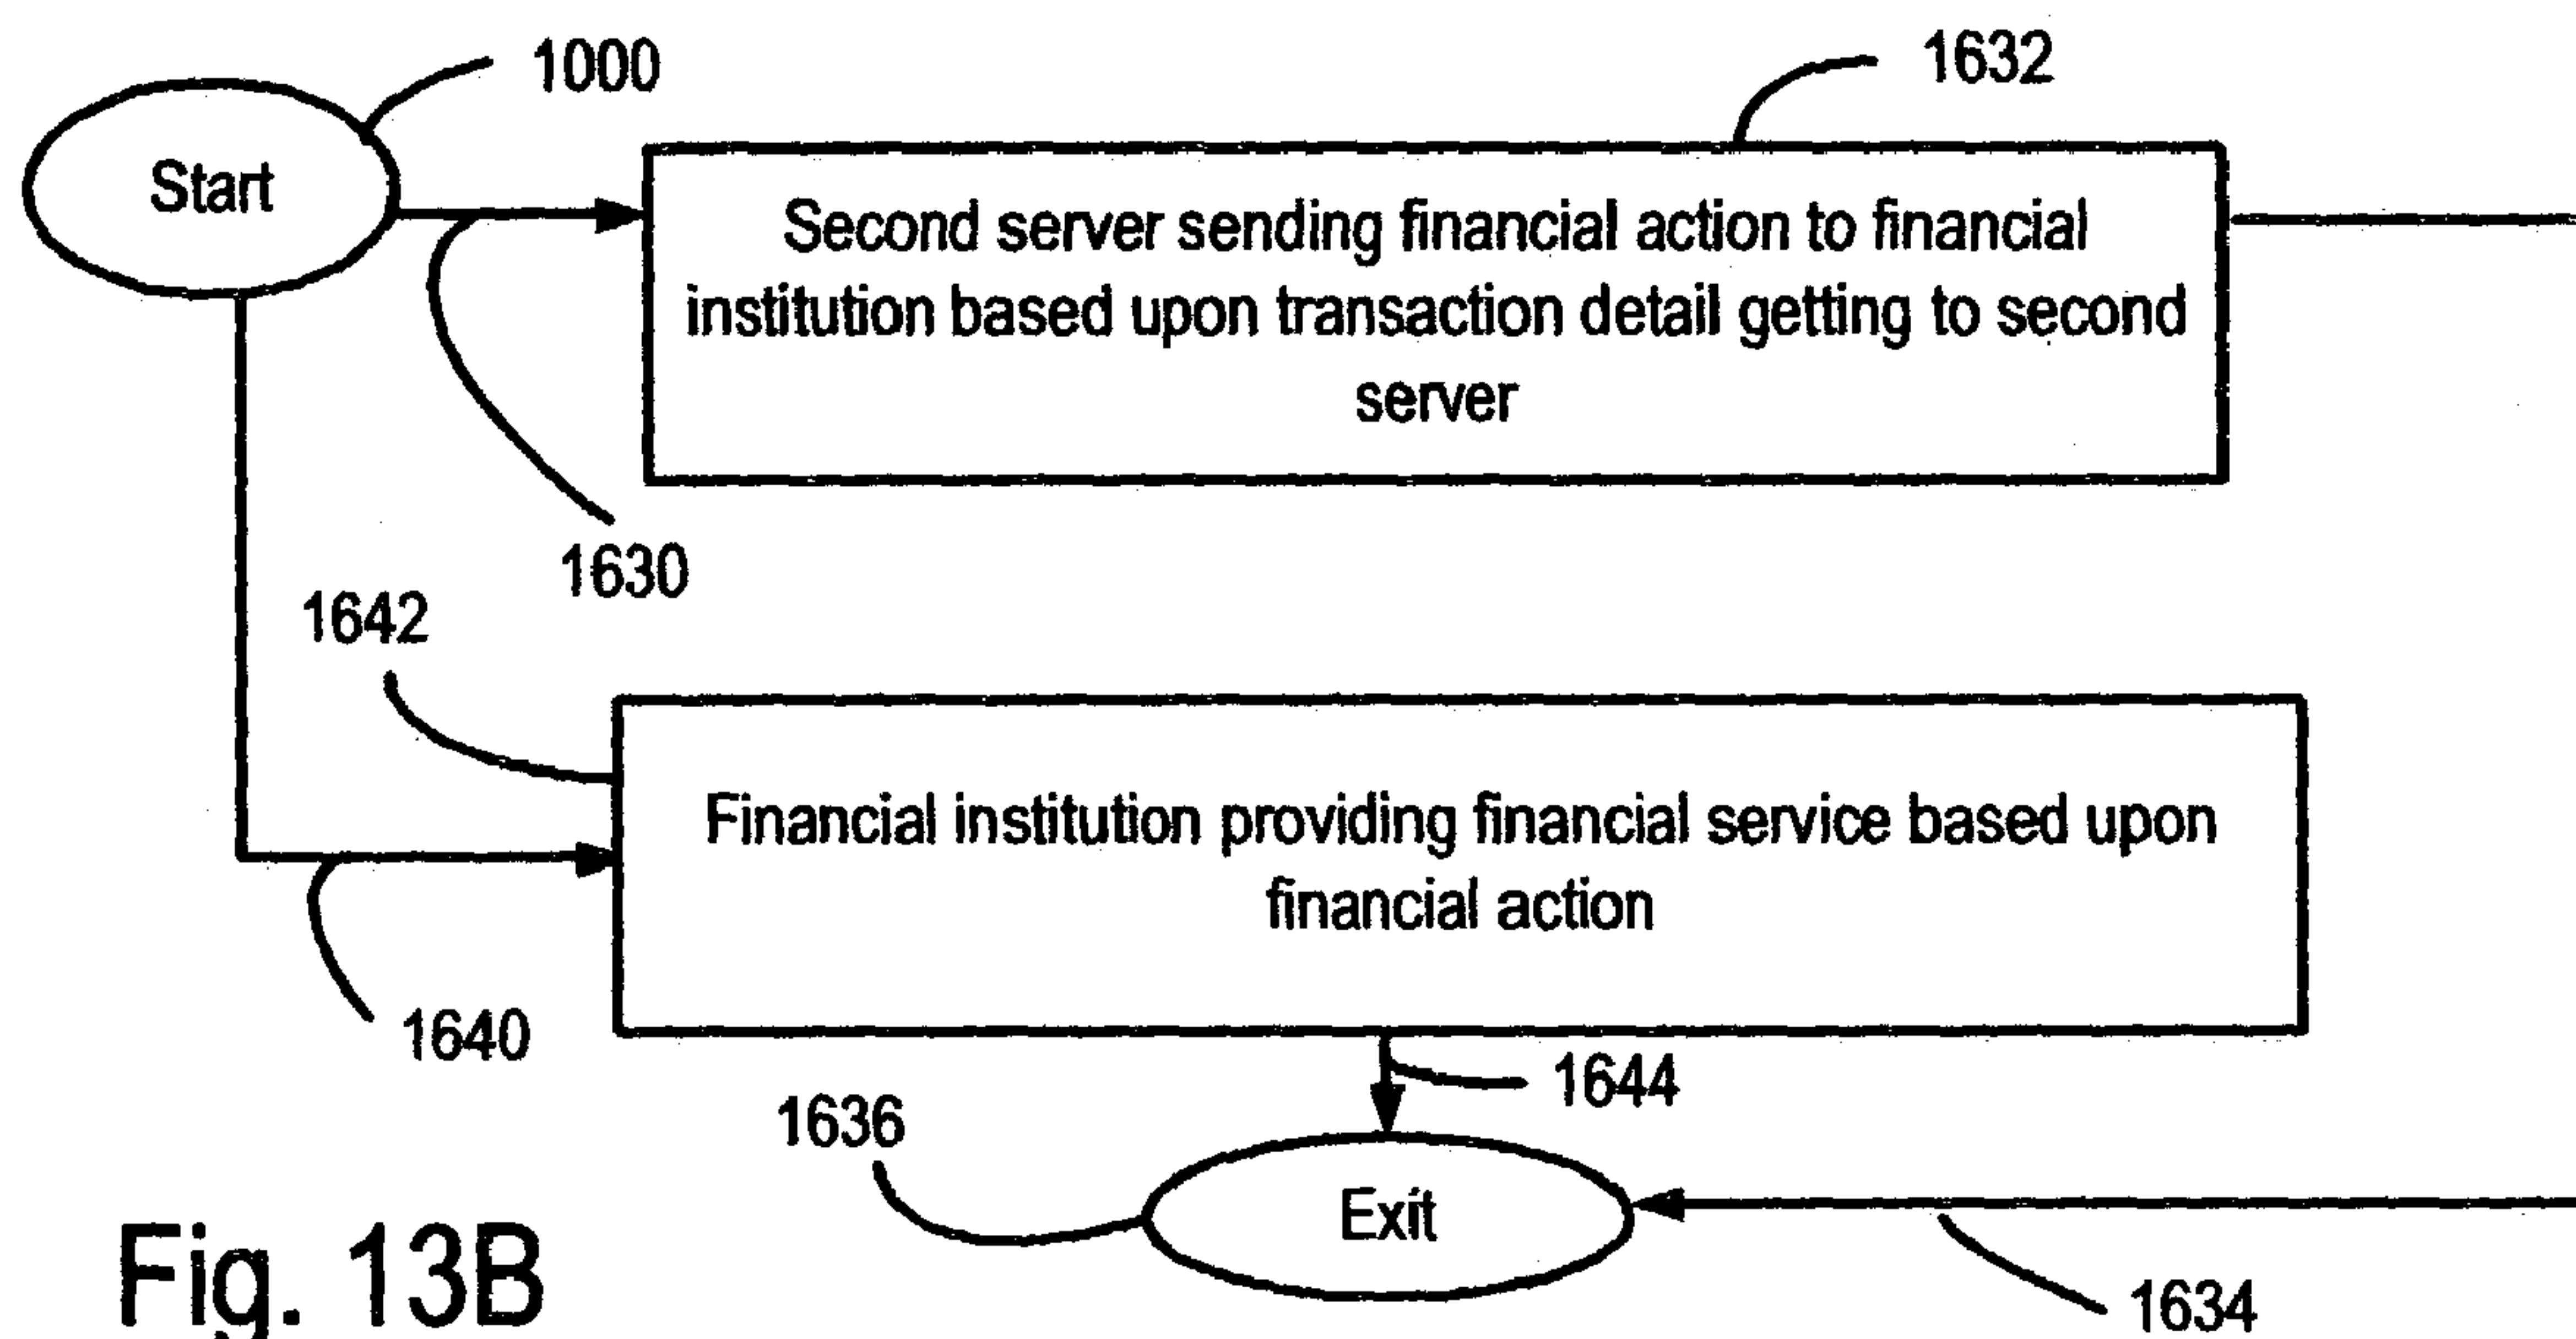 1000
1632
Start
Second server sending financial action to financial
institution based upon transaction detail getting to second
server
1630
1642
Financial institution providing financial service based upon
financial action
1640
1644
1636
Exit
Fig. 13B
1634